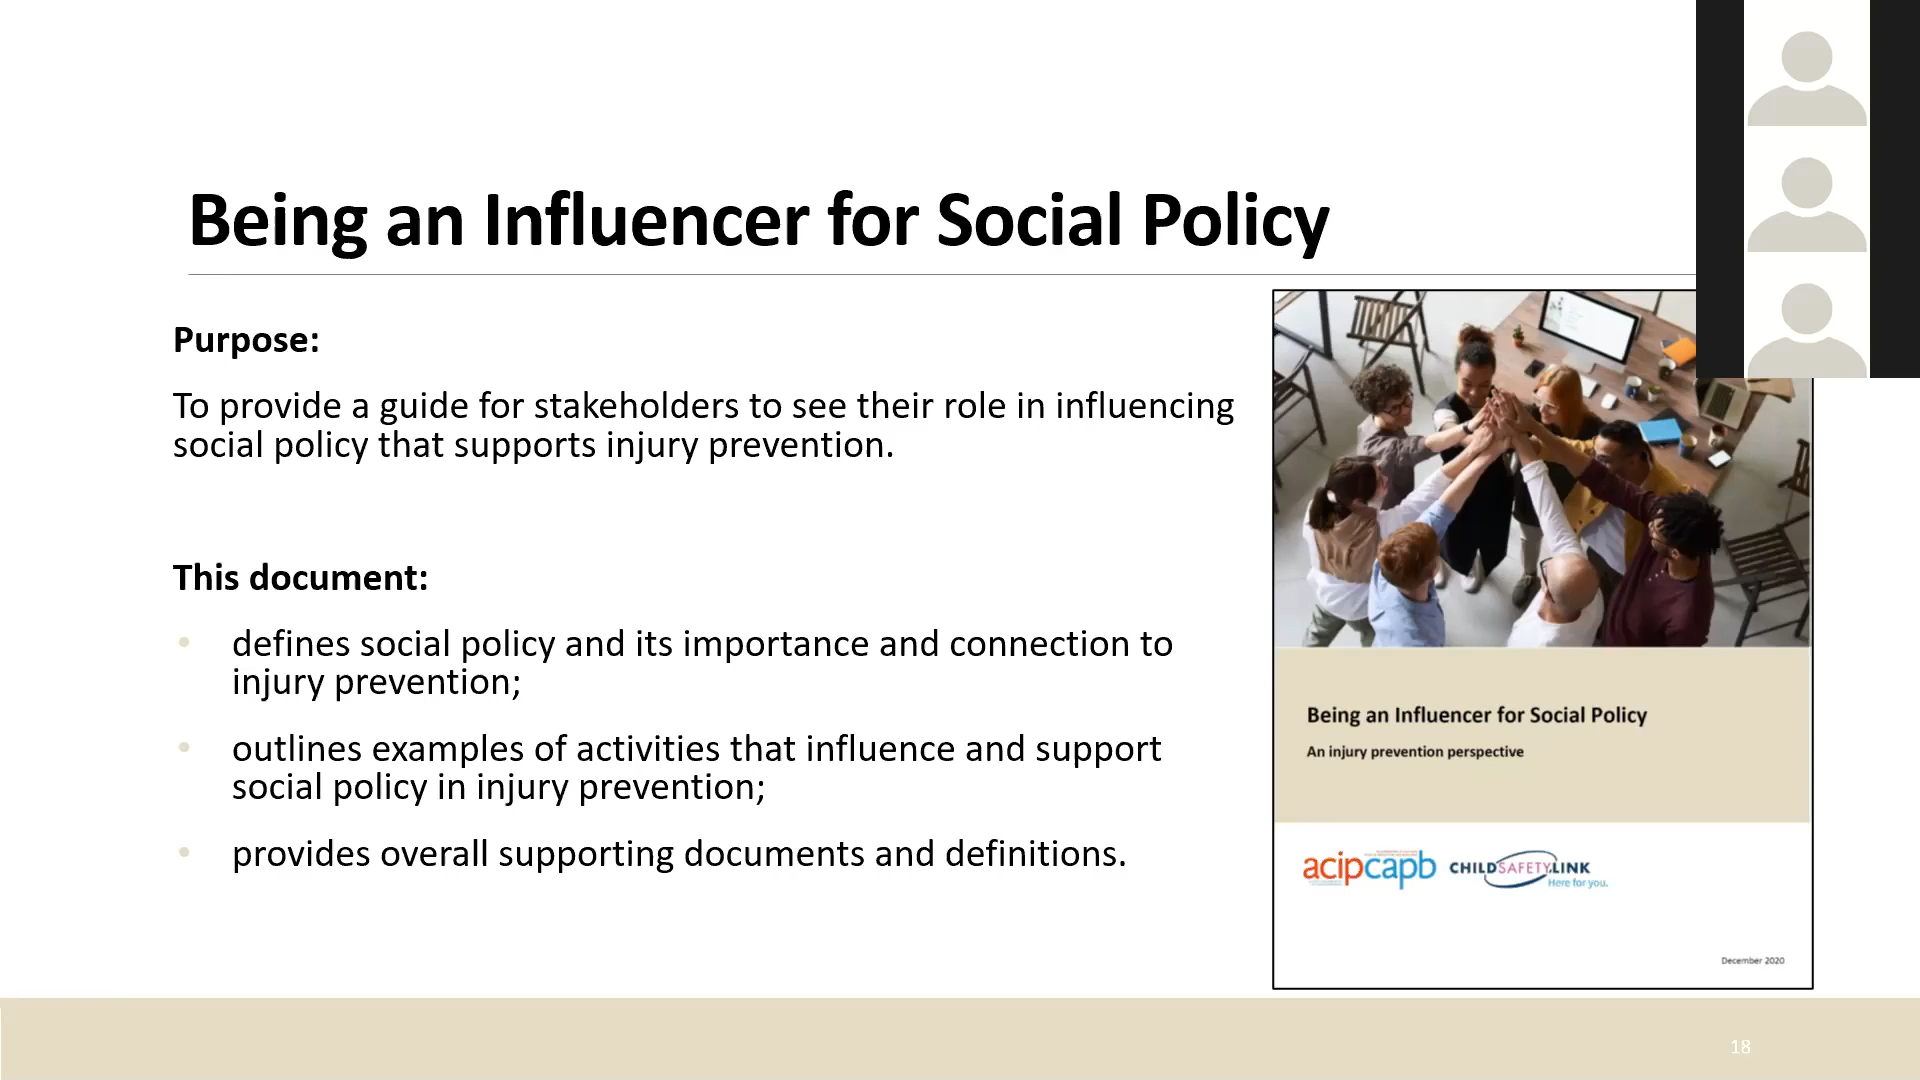 Being an Influencer for Social Policy
Purpose:
To provide a guide for stakeholders to see their role in influencing
social policy that supports injury prevention.
This document:
• defines social policy and its importance and connection to
injury prevention;
• outlines examples of activities that influence and support
social policy in injury prevention;
• provides overall supporting documents and definitions.
Being an Influencer for Social Policy
An injury prevention perspective
acipcapb
CHILDSAFETYLINK
Here for you.
December 2020
18